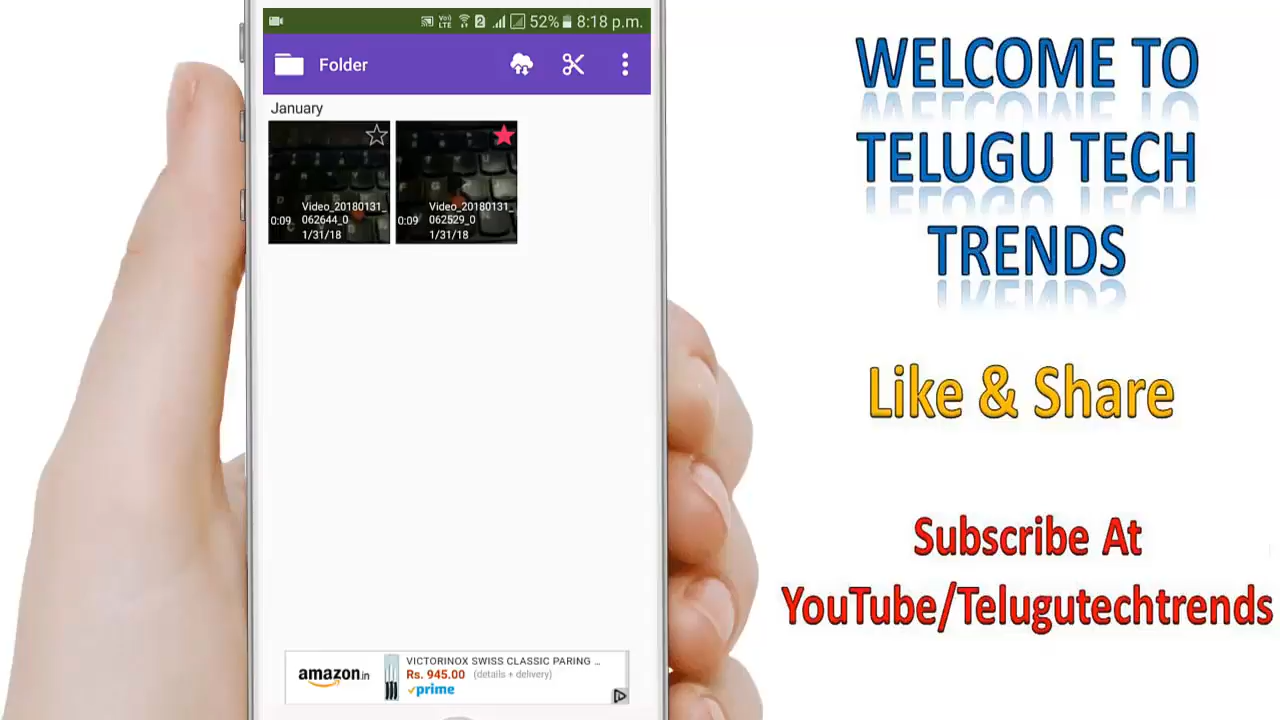 VoLTE 2 52% 8:18 p.m.
Folder
January
Video_20180131_
062644_0
0:09
1/31/18
Video_20180131_
062529_0
0:09
1/31/18
amazon.in
VICTORINOX SWISS CLASSIC PARING ...
Rs. 945.00 (details + delivery)
prime
WELCOME TO
TELUGU TECH
TRENDS
Like & Share
Subscribe At
YouTube/Telugutechtrends